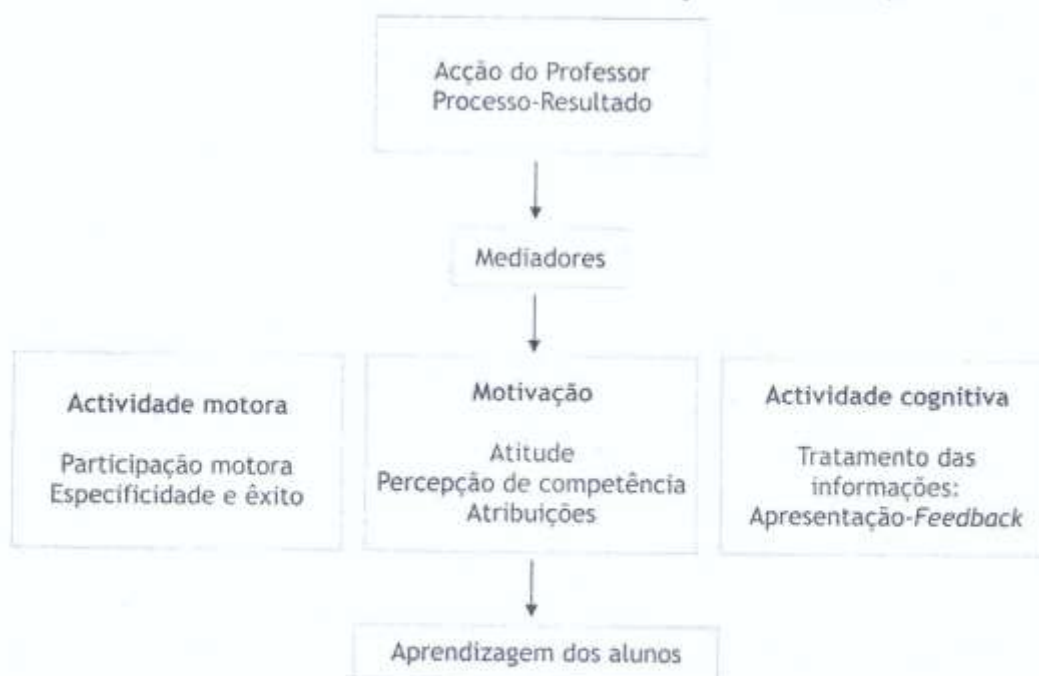 Acção do Professor
Processo-Resultado
Mediadores
Actividade motora
Participação motora
Especificidade e êxito
Motivação
Atitude
Percepção de competência
Atribuições
Actividade cognitiva
Tratamento das
informações:
Apresentação-Feedback
Aprendizagem dos alunos